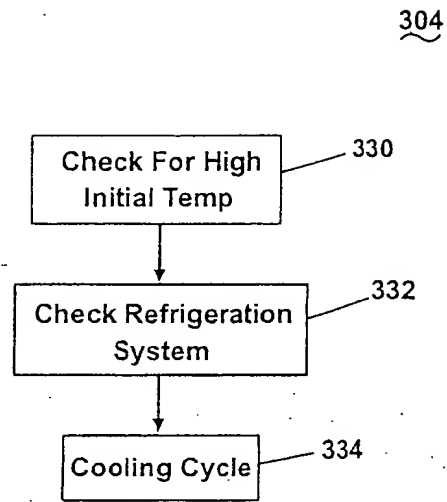 304
Check For High
Initial Temp
330
Check Refrigeration
System
332
Cooling Cycle
334